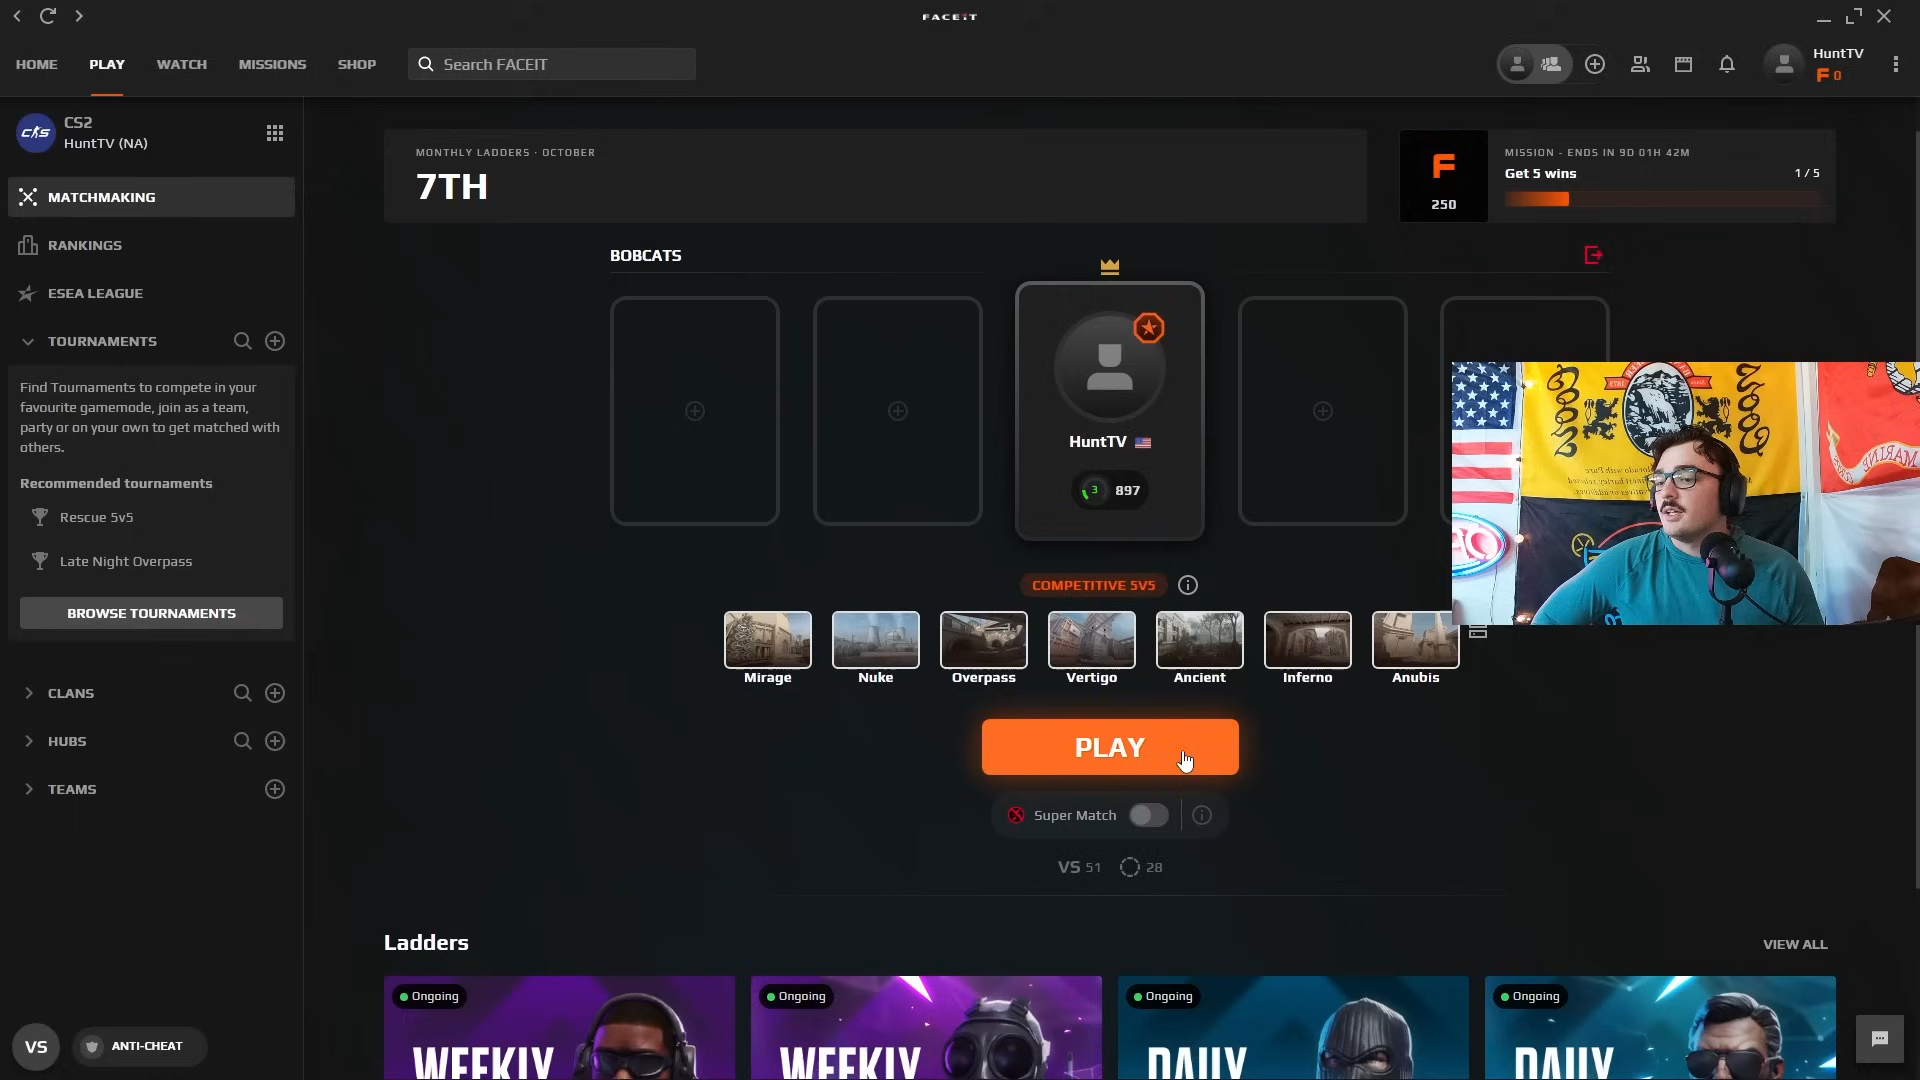 FACEIT
HOME
PLAY
WATCH
MISSIONS
SHOP
Search FACEIT
HuntTV
F 0
CS2
HuntTV (NA)
MATCHMAKING
RANKINGS
ESEA LEAGUE
TOURNAMENTS
Find Tournaments to compete in your
favourite gamemode, join as a team,
party or on your own to get matched with
others.
Recommended tournaments
Rescue 5v5
Late Night Overpass
BROWSE TOURNAMENTS
CLANS
HUBS
TEAMS
VS
ANTI-CHEAT
MONTHLY LADDERS · OCTOBER
7TH
F
250
MISSION - ENDS IN 9D 01H 42M
Get 5 wins
1 / 5
BOBCATS
HuntTV
3
897
COMPETITIVE 5V5
Mirage
Nuke
Overpass
Vertigo
Ancient
Inferno
Anubis
PLAY
Super Match
VS 51
28
Ladders
VIEW ALL
Ongoing
WEEKLY
Ongoing
WEEKLY
Ongoing
DAILY
Ongoing
DAILY